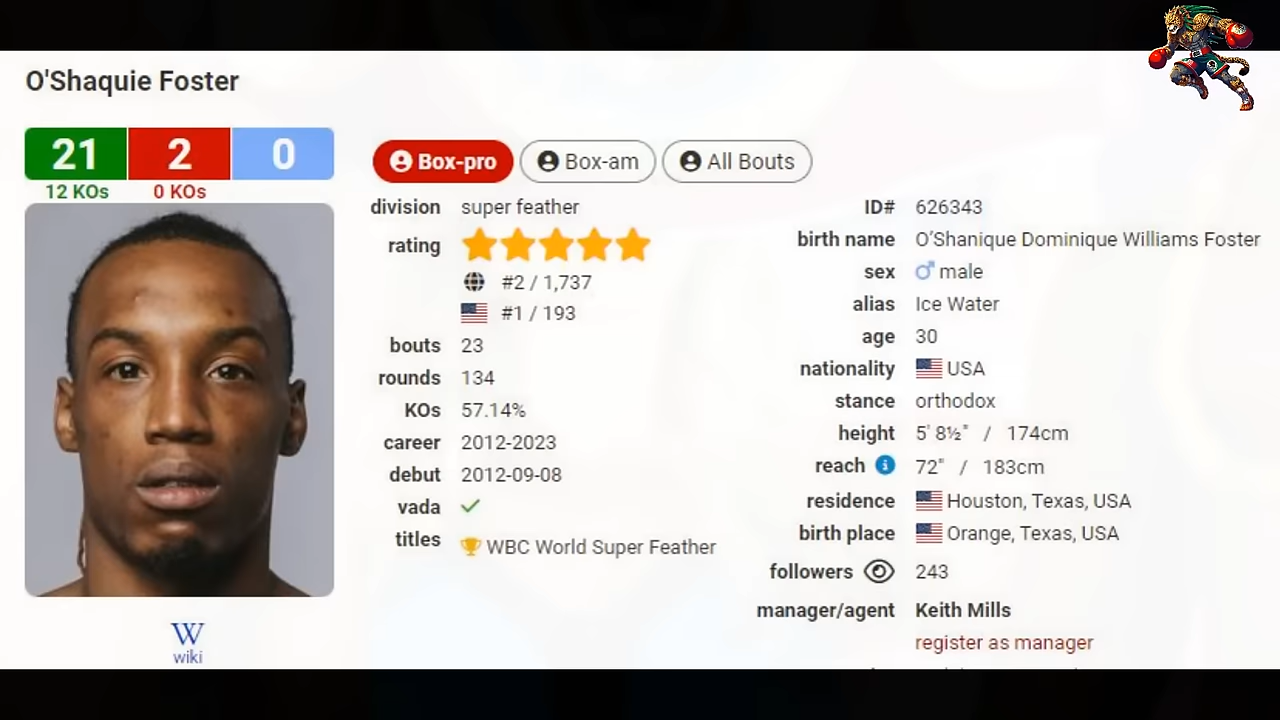 O'Shaquie Foster
21 2 0
12 KOs 0 KOs
Box-pro Box-am All Bouts
division super feather
rating
#2 / 1,737
#1 / 193
bouts 23
rounds 134
KOs 57.14%
career 2012-2023
debut 2012-09-08
vada
titles WBC World Super Feather
ID# 626343
birth name O'Shanique Dominique Williams Foster
sex male
alias Ice Water
age 30
nationality USA
stance orthodox
height 5′ 8½″ / 174cm
reach 72″ / 183cm
residence Houston, Texas, USA
birth place Orange, Texas, USA
followers 243
manager/agent Keith Mills
register as manager
W
wiki